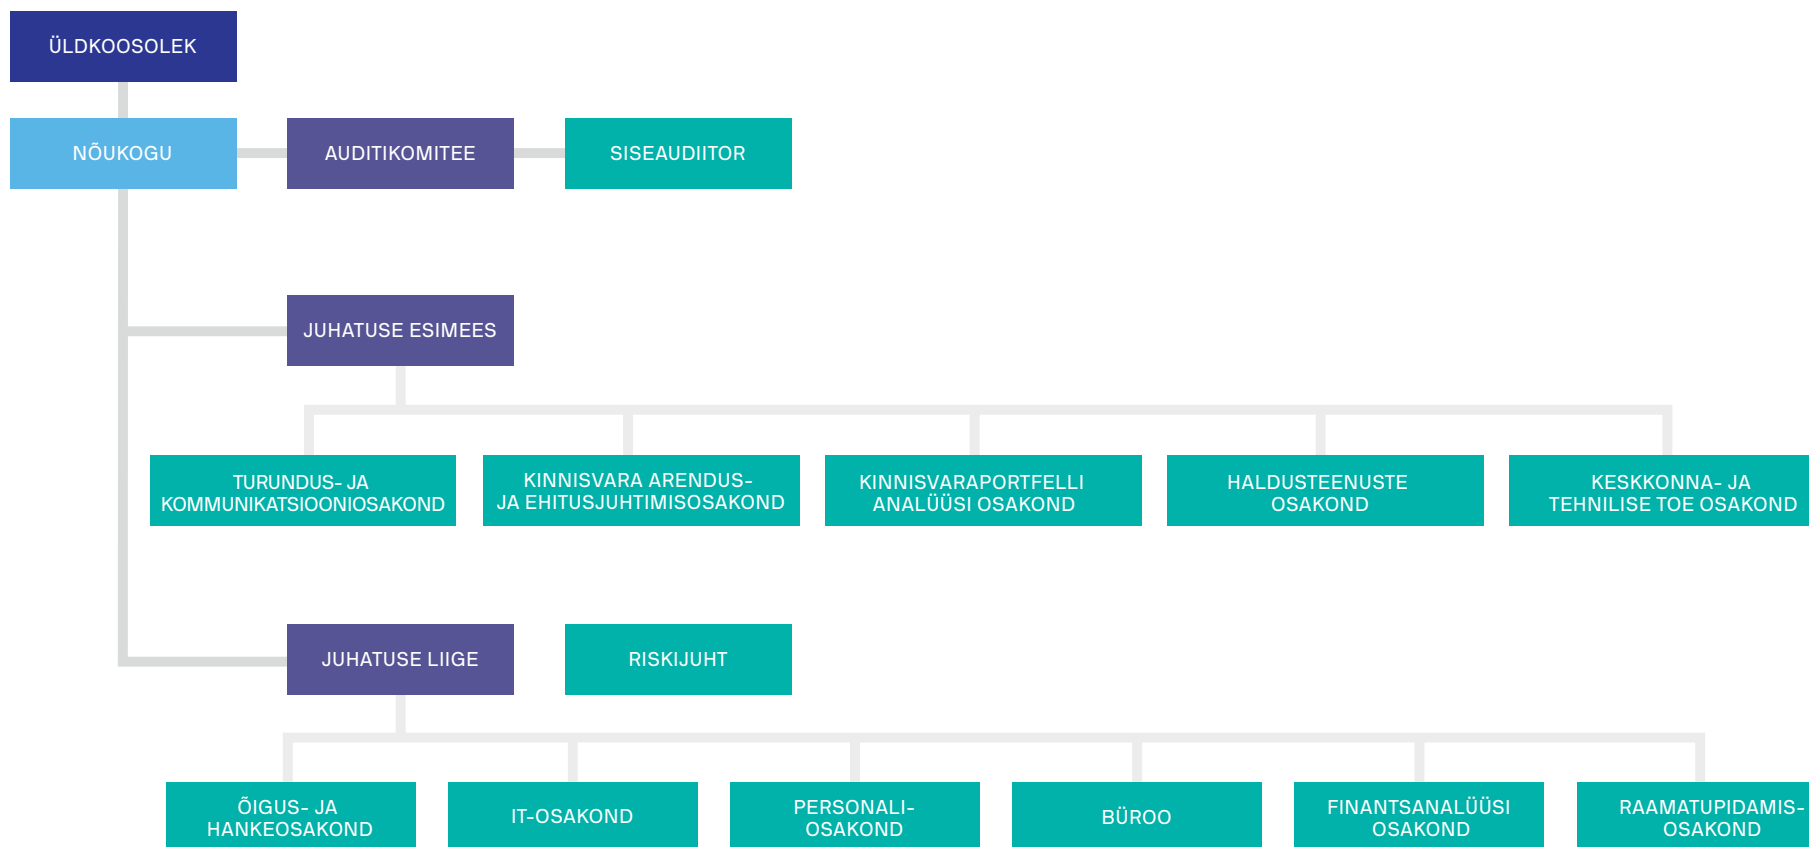 ÜLDKOOSOLEK
NÕUKOGU
AUDITIKOMITEE
SISEAUDIITOR
JUHATUSE ESIMEES
TURUNDUS- JA
KOMMUNIKATSIOONIOSAKOND
KINNISVARA ARENDUS-
JA EHITUSJUHTIMISOSAKOND
KINNISVARAPORTFELLI
ANALÜÜSI OSAKOND
HALDUSTEENUSTE
OSAKOND
KESKKONNA- JA
TEHNILISE TOE OSAKOND
JUHATUSE LIIGE
RISKIJUHT
ÕIGUS- JA
HANKEOSAKOND
IT-OSAKOND
PERSONALI-
OSAKOND
BÜROO
FINANTSANALÜÜSI
OSAKOND
RAAMATUPIDAMIS-
OSAKOND